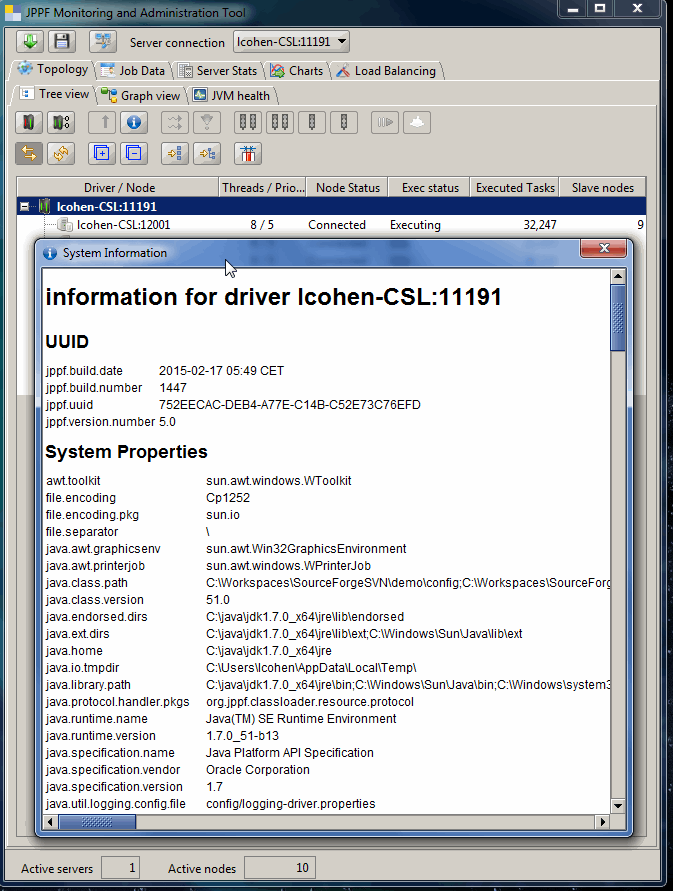 JPPF Monitoring and Administration Tool
Server connection lcohen-CSL:11191
Topology Job Data Server Stats Charts Load Balancing
Tree view Graph view JVM health
Driver / Node Threads / Prio... Node Status Exec status Executed Tasks Slave nodes
lcohen-CSL:11191
lcohen-CSL:12001 8 / 5 Connected Executing 32,247 9
System Information
information for driver lcohen-CSL:11191
UUID
jppf.build.date 2015-02-17 05:49 CET
jppf.build.number 1447
jppf.uuid 752EECAC-DEB4-A77E-C14B-C52E73C76EFD
jppf.version.number 5.0
System Properties
awt.toolkit sun.awt.windows.WToolkit
file.encoding Cp1252
file.encoding.pkg sun.io
file.separator \
java.awt.graphicsenv sun.awt.Win32GraphicsEnvironment
java.awt.printerjob sun.awt.windows.WPrinterJob
java.class.path C:\Workspaces\SourceForgeSVN\demo\config;C:\Workspaces\SourceForg
java.class.version 51.0
java.endorsed.dirs C:\java\jdk1.7.0_x64\jre\lib\endorsed
java.ext.dirs C:\java\jdk1.7.0_x64\jre\lib\ext;C:\Windows\Sun\Java\lib\ext
java.home C:\java\jdk1.7.0_x64\jre
java.io.tmpdir C:\Users\lcohen\AppData\Local\Temp\
java.library.path C:\java\jdk1.7.0_x64\jre\bin;C:\Windows\Sun\Java\bin;C:\Windows\system3
java.protocol.handler.pkgs org.jppf.classloader.resource.protocol
java.runtime.name Java(TM) SE Runtime Environment
java.runtime.version 1.7.0_51-b13
java.specification.name Java Platform API Specification
java.specification.vendor Oracle Corporation
java.specification.version 1.7
java.util.logging.config.file config/logging-driver.properties
Active servers 1 Active nodes 10